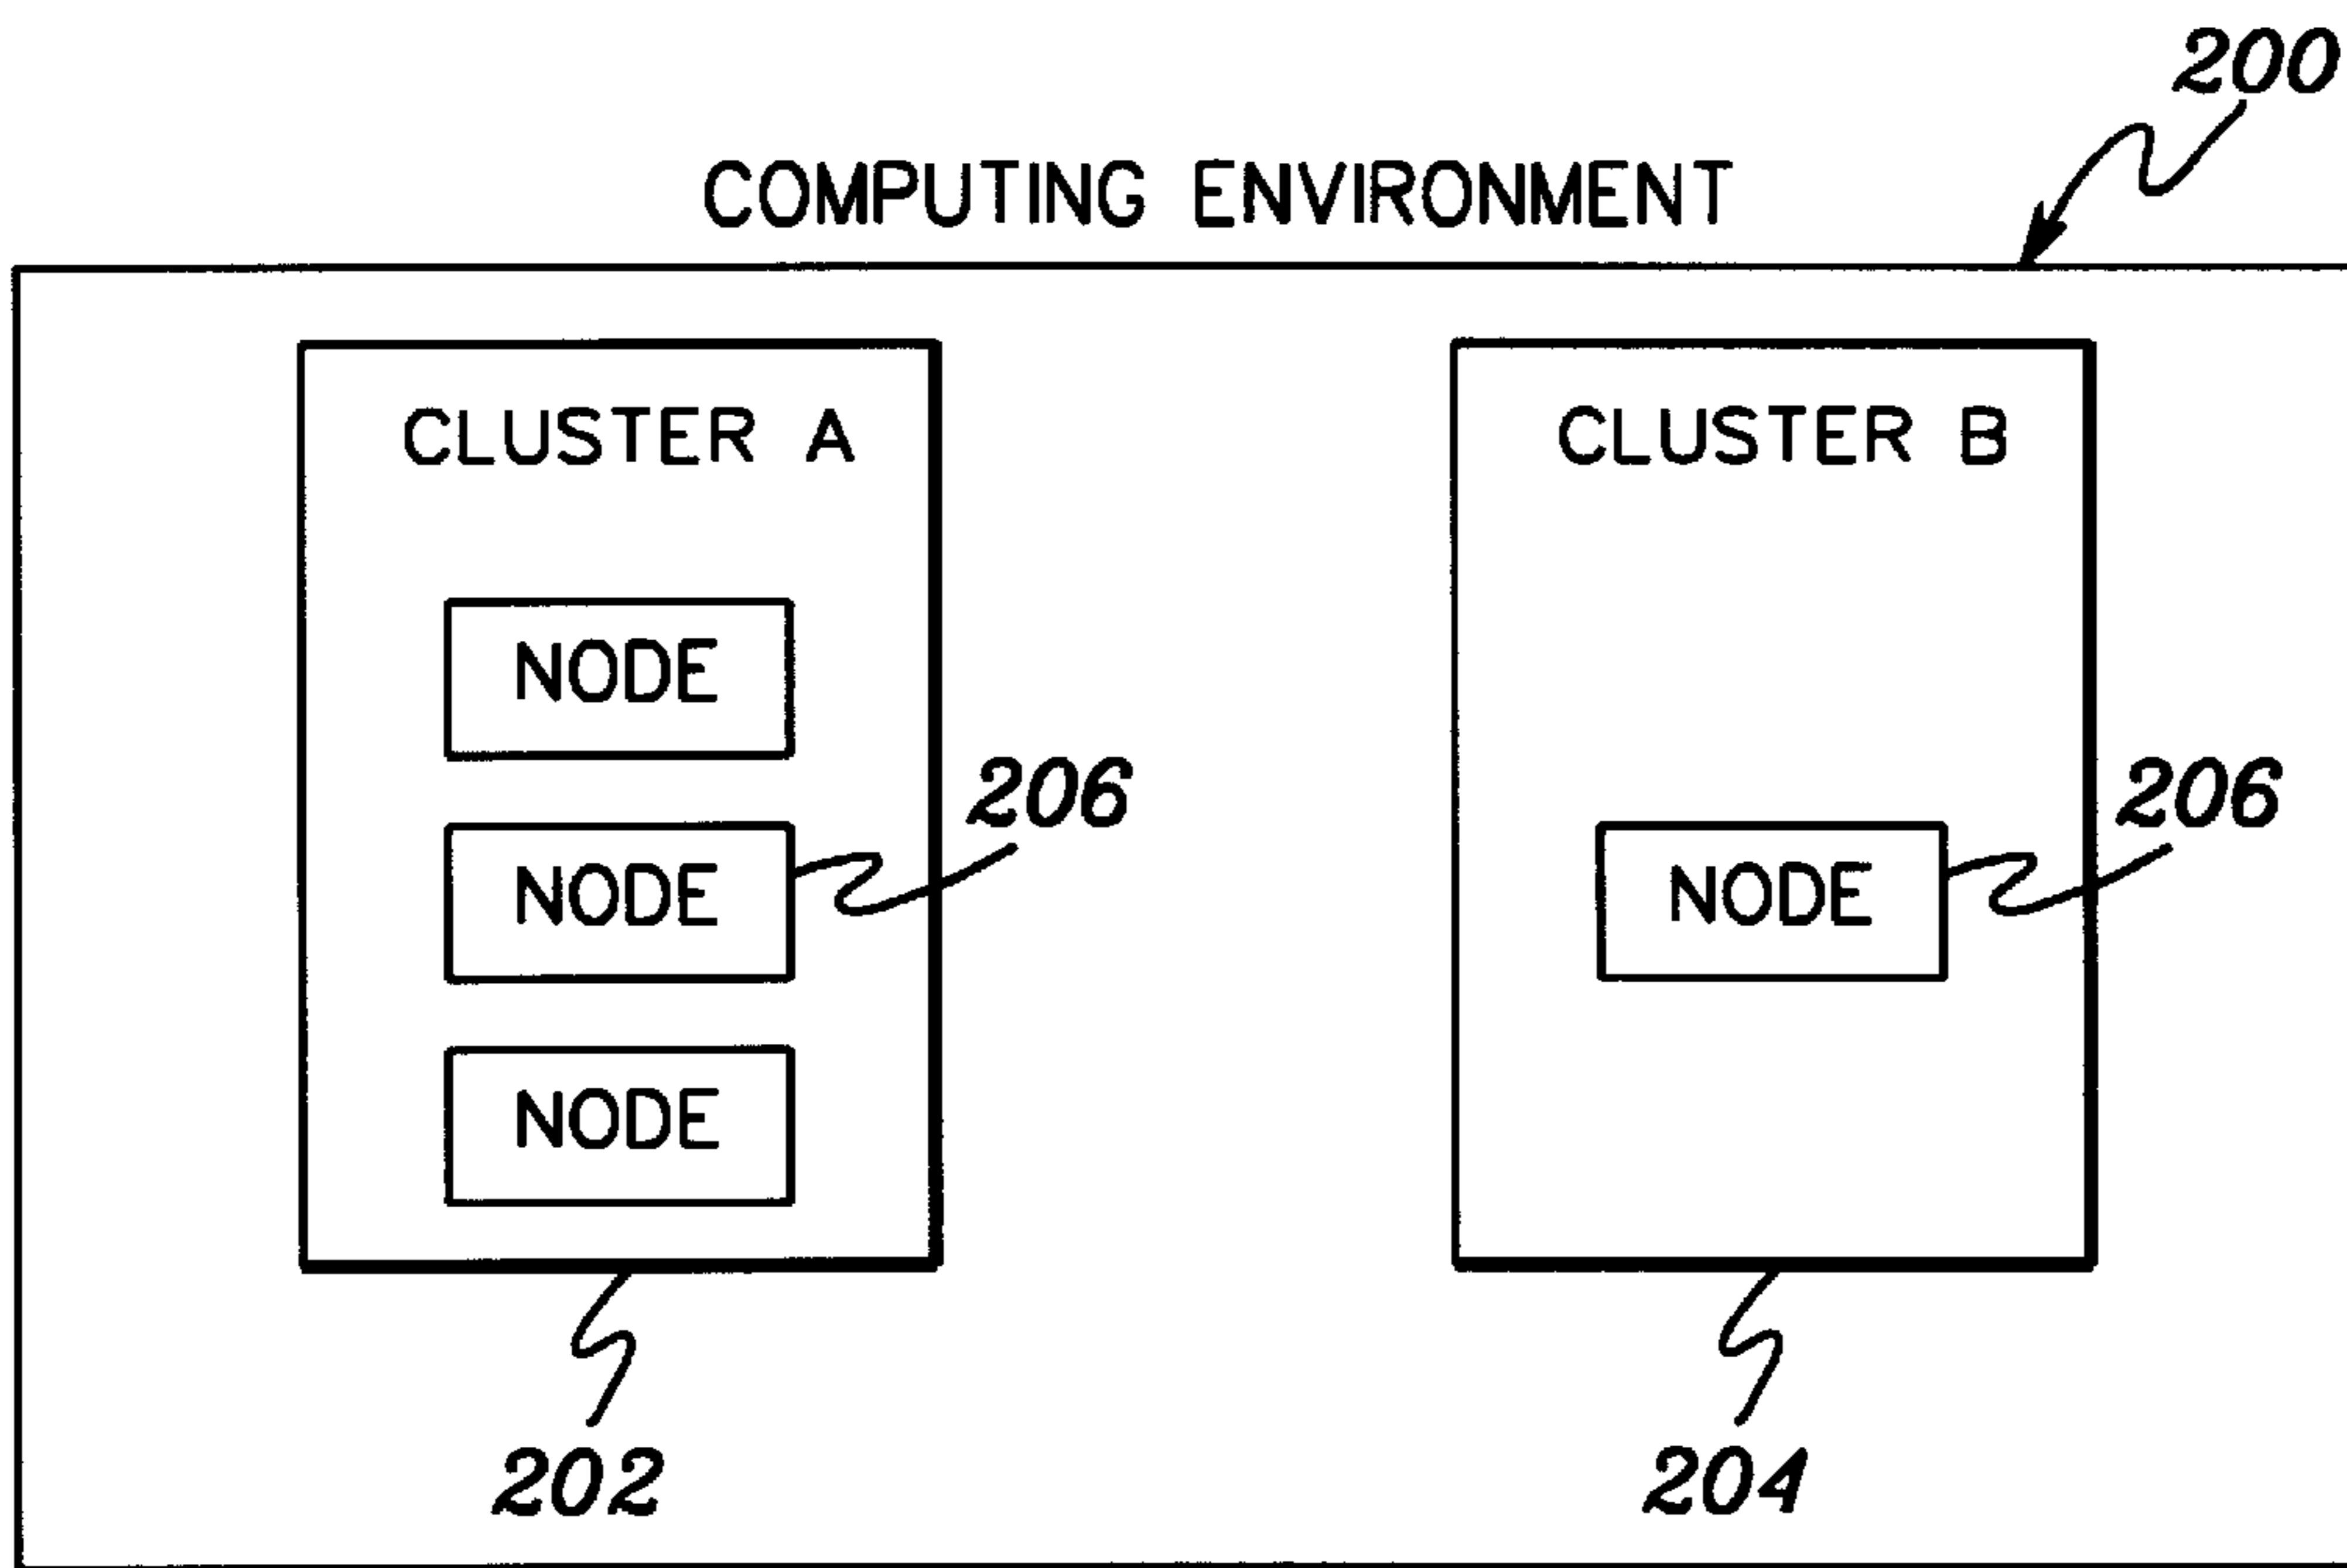 200
COMPUTING ENVIRONMENT
CLUSTER A
CLUSTER B
NODE
206
206
NODE
NODE
NODE
202
204